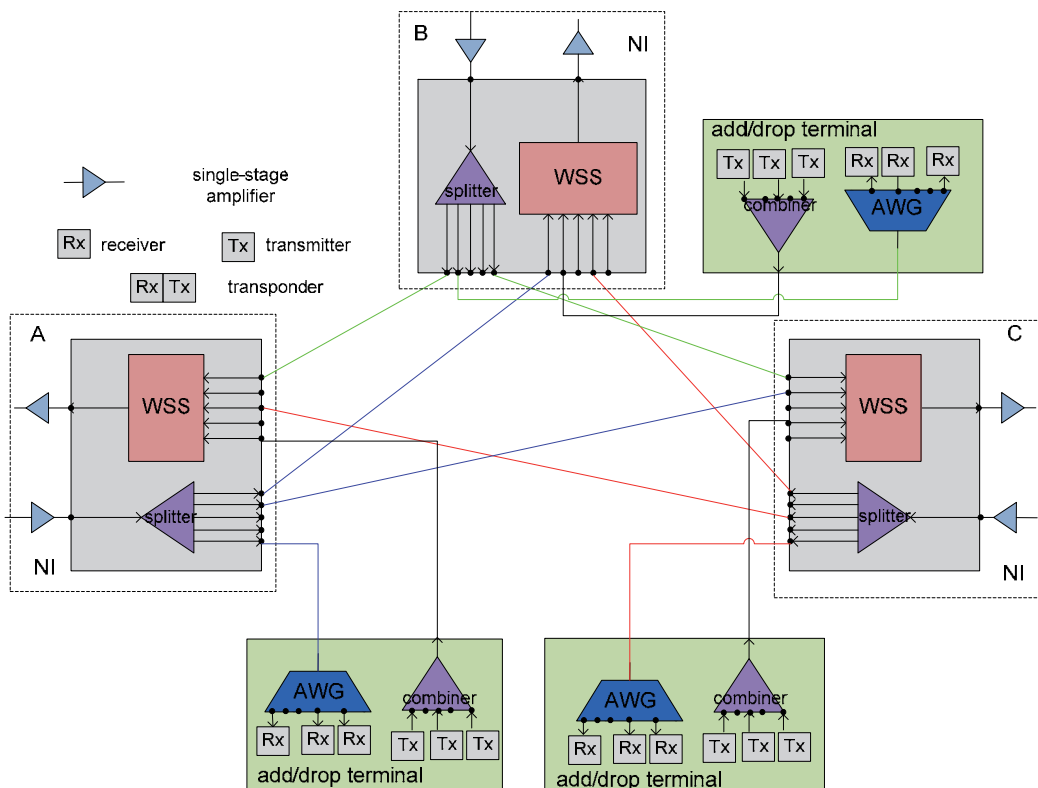 B
NI
splitter
WSS
add/drop terminal
Tx Tx Tx
Rx Rx Rx
combiner
AWG
single-stage
amplifier
Rx receiver
Tx transmitter
Rx Tx transponder
A
WSS
splitter
NI
C
WSS
splitter
NI
AWG
combiner
Rx Rx Rx
Tx Tx Tx
add/drop terminal
AWG
combiner
Rx Rx Rx
Tx Tx Tx
add/drop terminal